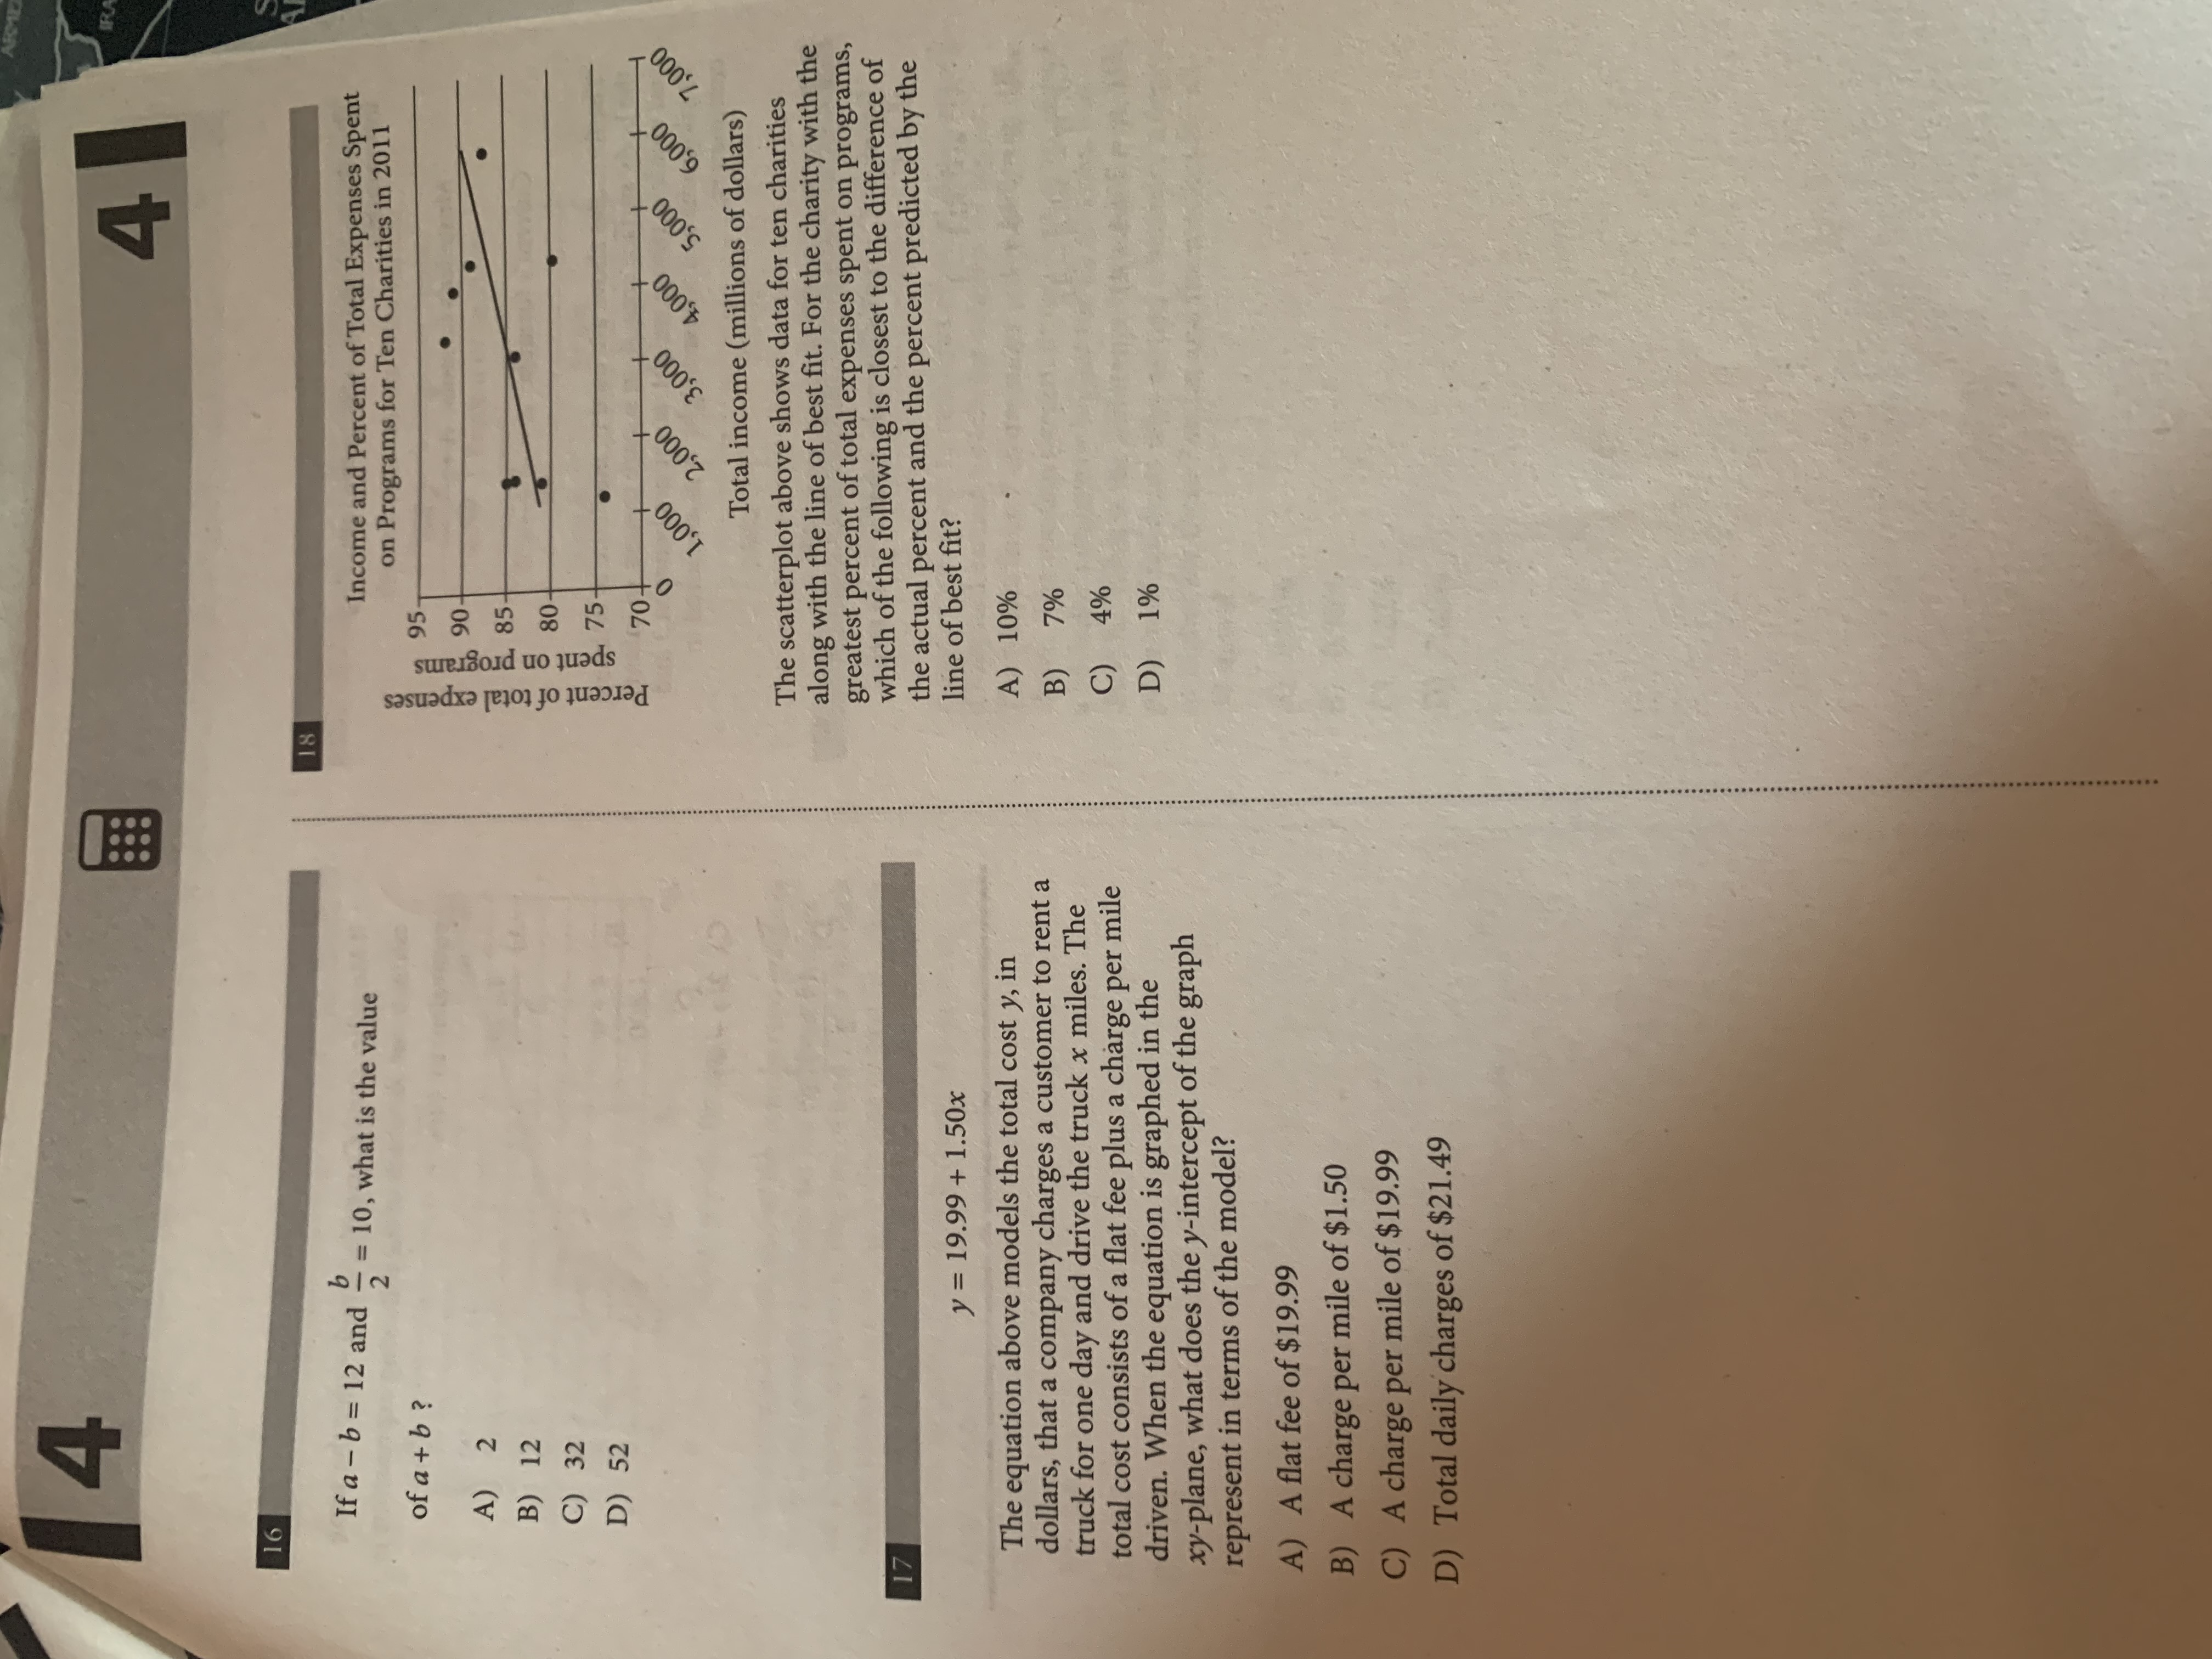 4 4
16
If a – b = 12 and b/2 = 10, what is the value
of a + b ?
A) 2
B) 12
C) 32
D) 52
17
y = 19.99 + 1.50x
The equation above models the total cost y, in
dollars, that a company charges a customer to rent a
truck for one day and drive the truck x miles. The
total cost consists of a flat fee plus a charge per mile
driven. When the equation is graphed in the
xy-plane, what does the y-intercept of the graph
represent in terms of the model?
A) A flat fee of $19.99
B) A charge per mile of $1.50
C) A charge per mile of $19.99
D) Total daily charges of $21.49
18
Income and Percent of Total Expenses Spent
on Programs for Ten Charities in 2011
Percent of total expenses
spent on programs
95
90
85
80
75
70
0 1,000 2,000 3,000 4,000 5,000 6,000 7,000
Total income (millions of dollars)
The scatterplot above shows data for ten charities
along with the line of best fit. For the charity with the
greatest percent of total expenses spent on programs,
which of the following is closest to the difference of
the actual percent and the percent predicted by the
line of best fit?
A) 10%
B) 7%
C) 4%
D) 1%